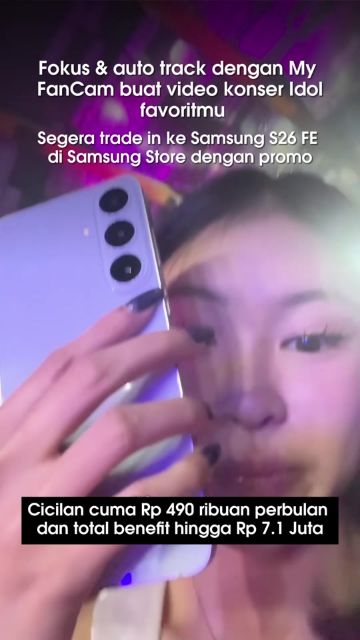 Fokus & auto track dengan My
FanCam buat video konser Idol
favoritmu
Segera trade in ke Samsung S26 FE
di Samsung Store dengan promo
Cicilan cuma Rp 490 ribuan perbulan
dan total benefit hingga Rp 7.1 Juta